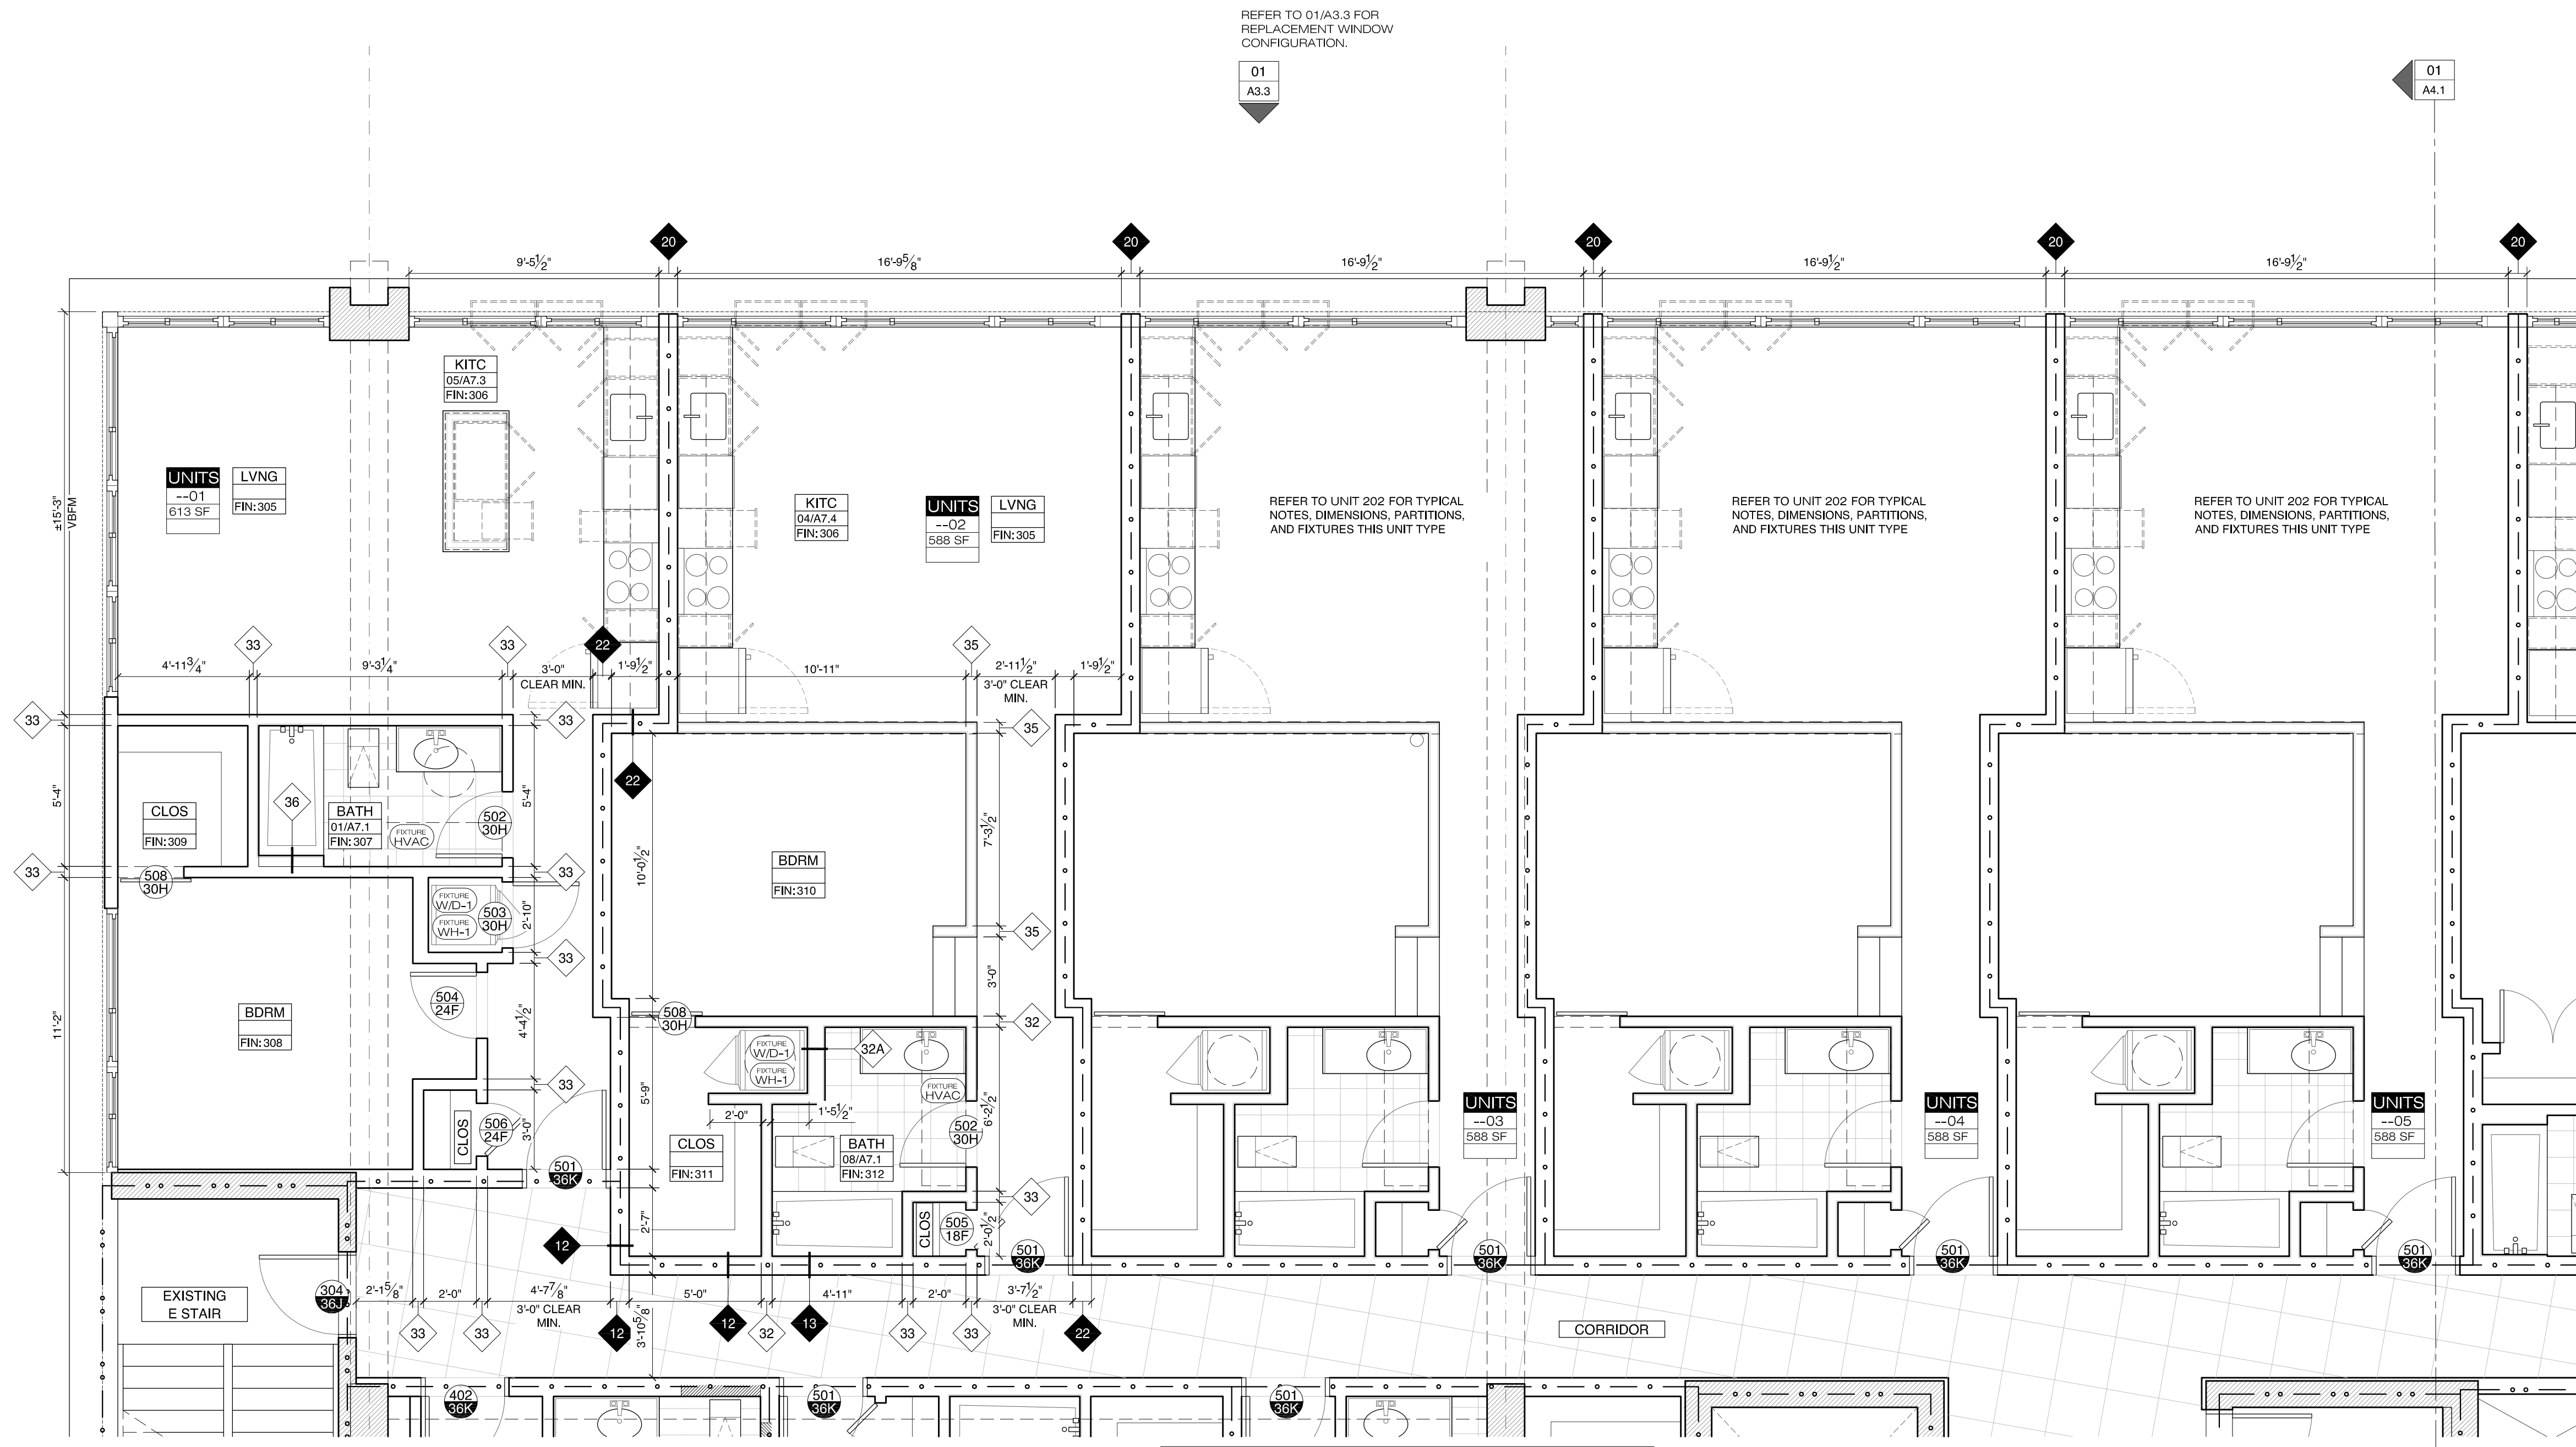 REFER TO 01/A3.3 FOR
REPLACEMENT WINDOW
CONFIGURATION.
01
A3.3
01
A4.1
20
20
20
20
20
9'-5½"
16'-9⅝"
16'-9½"
16'-9½"
16'-9½"
KITC
05/A7.3
FIN:306
UNITS
--01
613 SF
LVNG
FIN:305
±15'-3"
VBFM
KITC
04/A7.4
FIN:306
UNITS
--02
588 SF
LVNG
FIN:305
REFER TO UNIT 202 FOR TYPICAL
NOTES, DIMENSIONS, PARTITIONS,
AND FIXTURES THIS UNIT TYPE
REFER TO UNIT 202 FOR TYPICAL
NOTES, DIMENSIONS, PARTITIONS,
AND FIXTURES THIS UNIT TYPE
REFER TO UNIT 202 FOR TYPICAL
NOTES, DIMENSIONS, PARTITIONS,
AND FIXTURES THIS UNIT TYPE
33
33
22
35
4'-11¾"
9'-3¼"
3'-0"
CLEAR MIN.
1'-9½"
10'-11"
2'-11½"
3'-0" CLEAR
MIN.
1'-9½"
33
33
35
22
5'-4"
CLOS
FIN:309
36
BATH
01/A7.1
FIN:307
FIXTURE
HVAC
502
30H
5'-4"
33
508
30H
33
10'-0½"
BDRM
FIN:310
7'-3½"
FIXTURE
W/D-1
FIXTURE
WH-1
503
30H
2'-10"
33
35
3'-0"
11'-2"
BDRM
FIN:308
504
24F
4'-4½"
508
30H
32
FIXTURE
W/D-1
FIXTURE
WH-1
32A
FIXTURE
HVAC
33
CLOS
506
24F
3'-0"
5'-9"
2'-0"
1'-5½"
6'-2½"
CLOS
FIN:311
BATH
08/A7.1
FIN:312
502
30H
501
36K
UNITS
--03
588 SF
UNITS
--04
588 SF
UNITS
--05
588 SF
33
12
2'-7"
CLOS
505
18F
2'-0½"
501
36K
501
36K
501
36K
501
36K
EXISTING
E STAIR
304
36J
2'-1⅝"
2'-0"
4'-7⅞"
3'-0" CLEAR
MIN.
5'-0"
4'-11"
2'-0"
3'-7½"
3'-0" CLEAR
MIN.
33
33
12
3'-10⅝"
12
32
13
33
33
22
CORRIDOR
402
36K
501
36K
501
36K